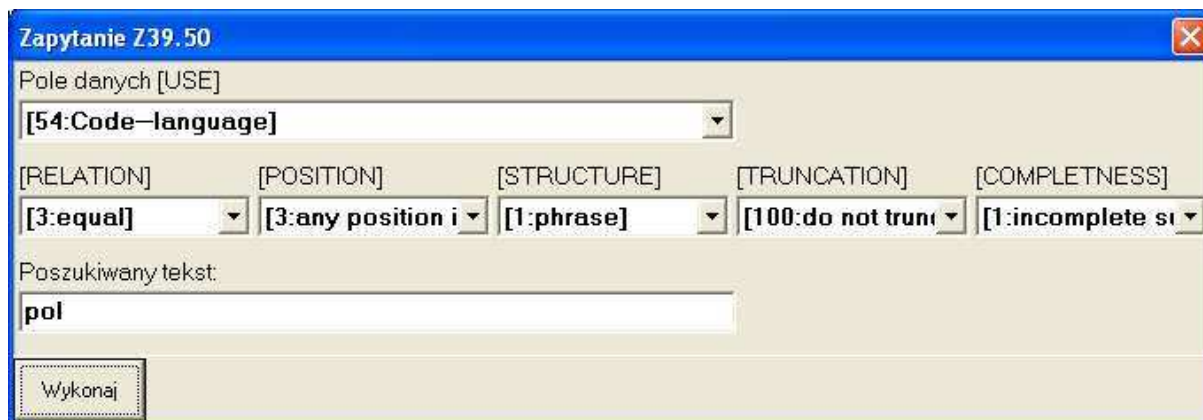 Zapytanie Z39.50
Pole danych [USE]
[54:Code–language]
[RELATION] [POSITION] [STRUCTURE] [TRUNCATION] [COMPLETNESS]
[3:equal] [3:any position i [1:phrase] [100:do not trun [1:incomplete su
Poszukiwany tekst:
pol
Wykonaj